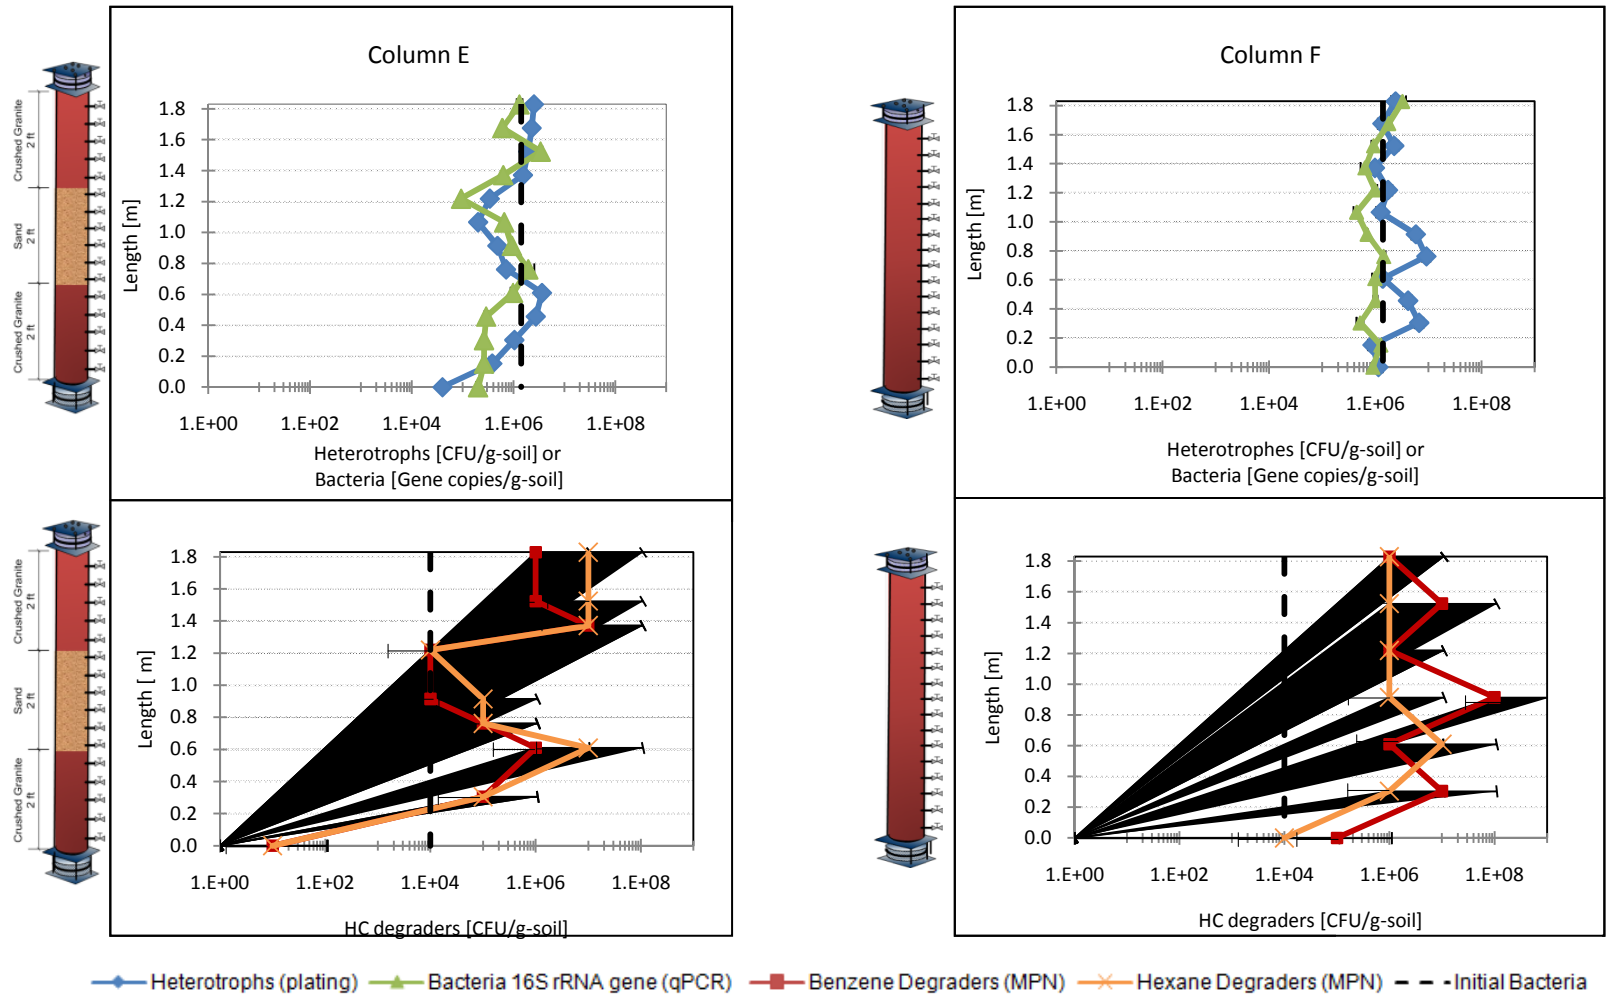 Column E
Crushed Granite
2 ft
Sand
2 ft
Crushed Granite
2 ft
Length [m]
1.8
1.6
1.4
1.2
1.0
0.8
0.6
0.4
0.2
0.0
1.E+00 1.E+02 1.E+04 1.E+06 1.E+08
Heterotrophs [CFU/g-soil] or
Bacteria [Gene copies/g-soil]
Column F
Length [m]
1.8
1.6
1.4
1.2
1.0
0.8
0.6
0.4
0.2
0.0
1.E+00 1.E+02 1.E+04 1.E+06 1.E+08
Heterotrophes [CFU/g-soil] or
Bacteria [Gene copies/g-soil]
Crushed Granite
2 ft
Sand
2 ft
Crushed Granite
2 ft
Length [ m]
1.8
1.6
1.4
1.2
1.0
0.8
0.6
0.4
0.2
0.0
1.E+00 1.E+02 1.E+04 1.E+06 1.E+08
HC degraders [CFU/g-soil]
Length [m]
1.8
1.6
1.4
1.2
1.0
0.8
0.6
0.4
0.2
0.0
1.E+00 1.E+02 1.E+04 1.E+06 1.E+08
HC degraders [CFU/g-soil]
Heterotrophs (plating) Bacteria 16S rRNA gene (qPCR) Benzene Degraders (MPN) Hexane Degraders (MPN) Initial Bacteria